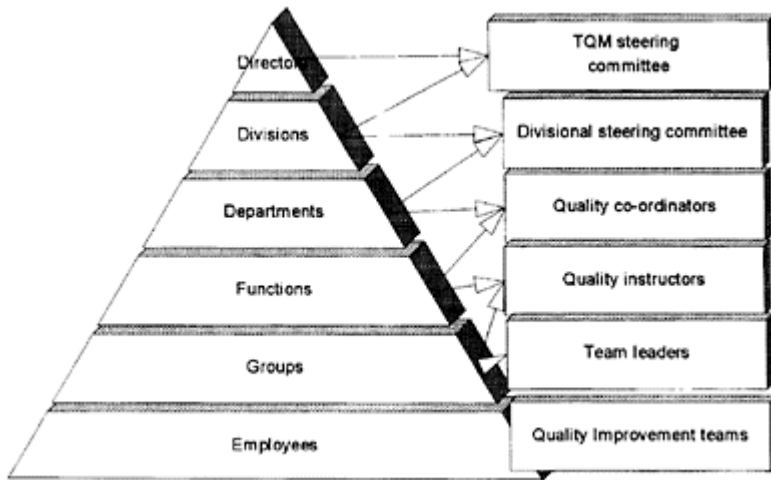 Director
TQM steering
committee
Divisions
Divisional steering committee
Departments
Quality co-ordinators
Functions
Quality instructors
Groups
Team leaders
Employees
Quality Improvement teams